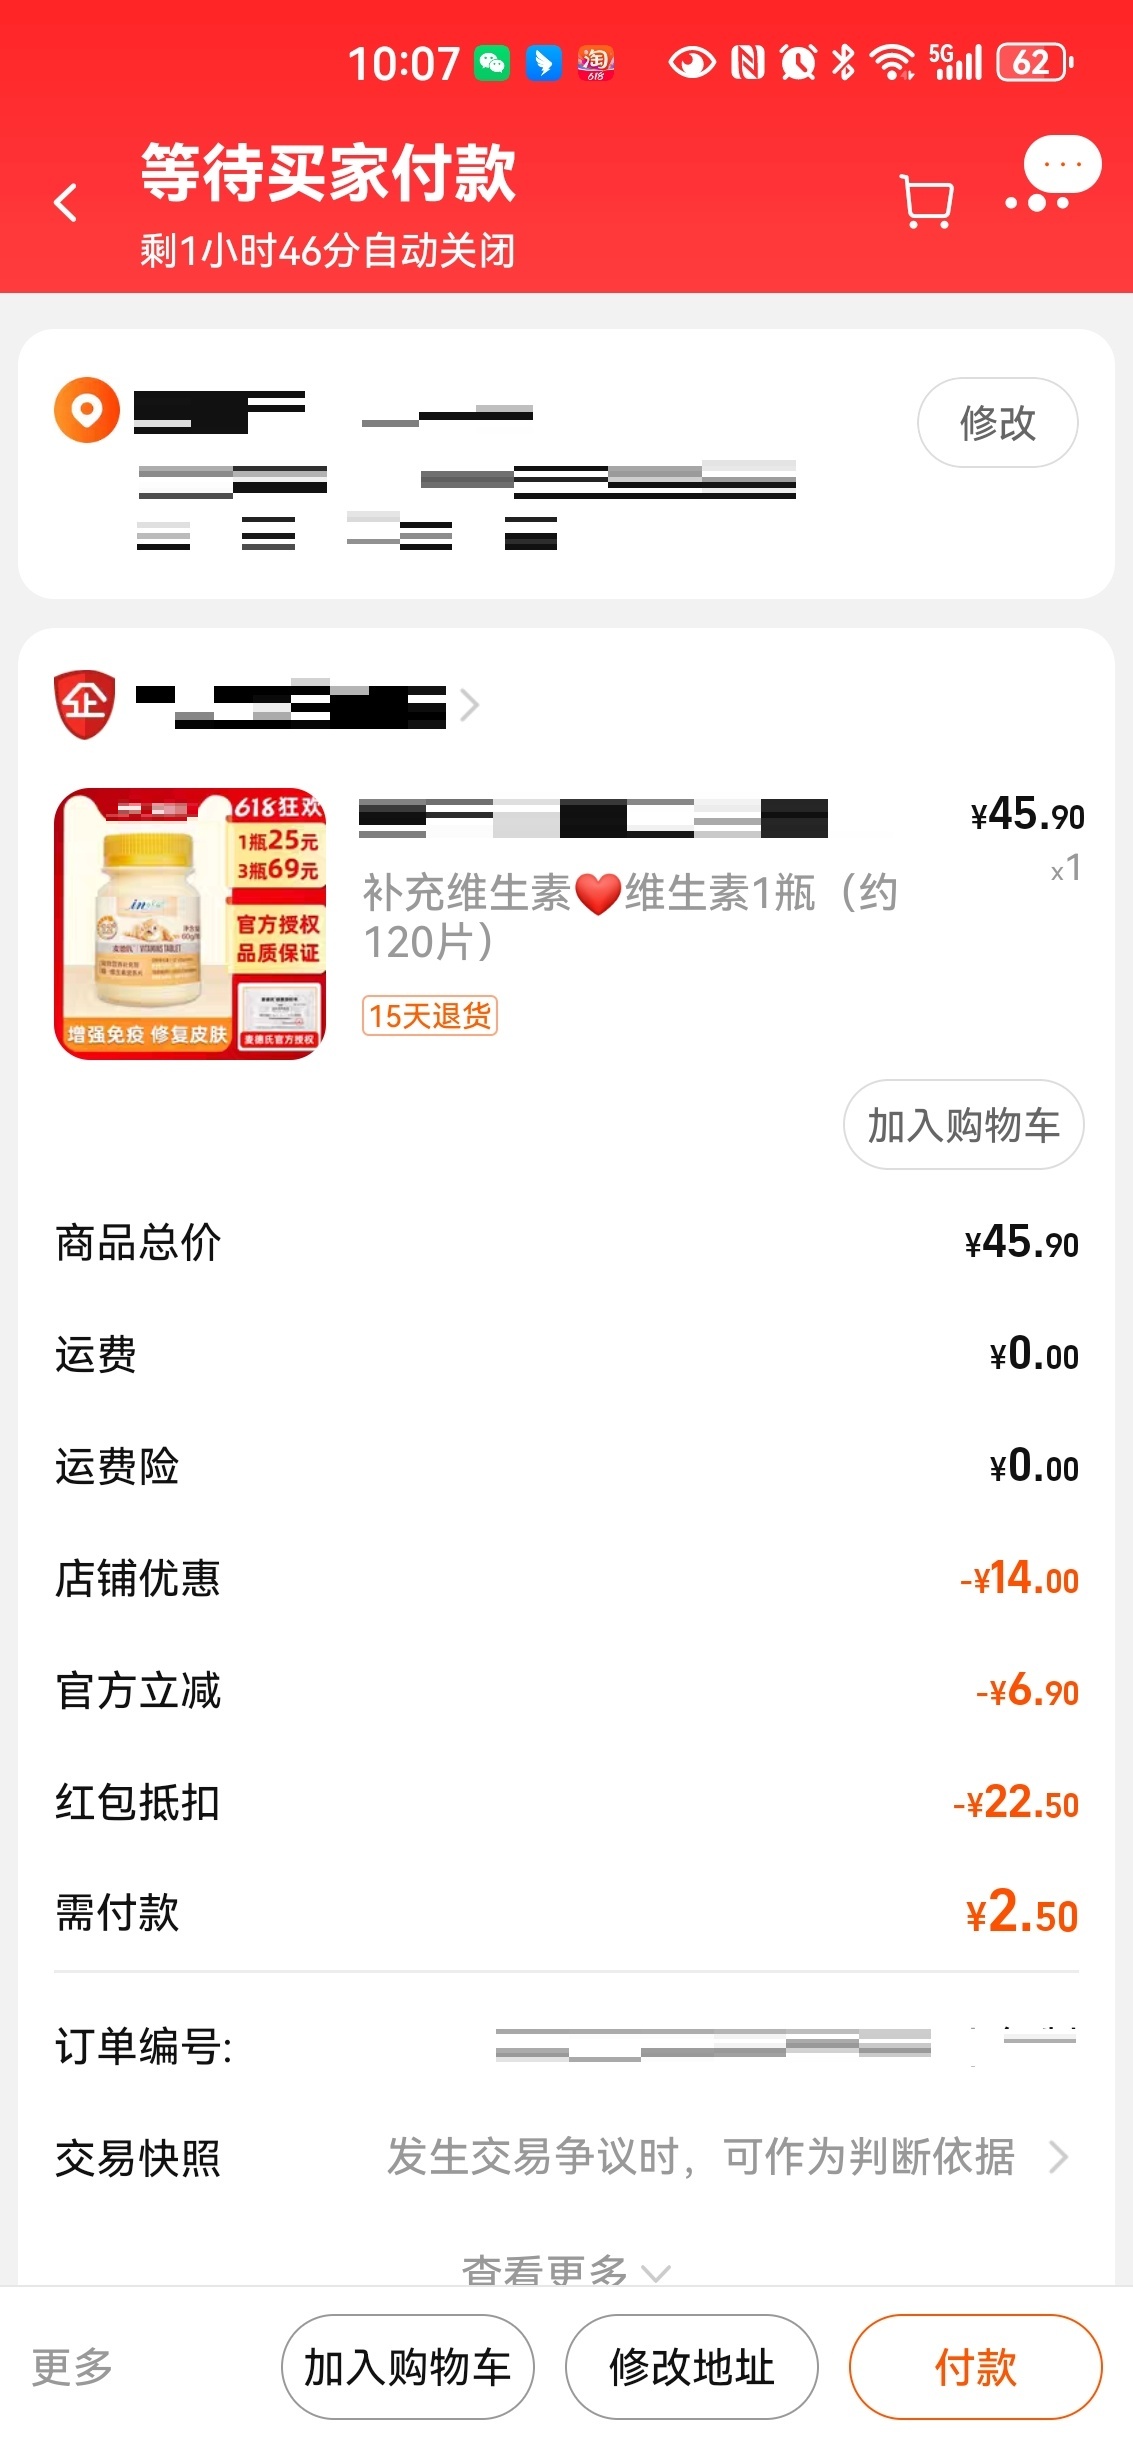 10:07
5G
62
等待买家付款
剩1小时46分自动关闭
修改
企
618狂欢
1瓶25元
3瓶69元
官方授权
品质保证
增强免疫 修复皮肤
麦德氏官方授权
¥45.90
x1
补充维生素❤️维生素1瓶（约
120片）
15天退货
加入购物车
商品总价 ¥45.90
运费 ¥0.00
运费险 ¥0.00
店铺优惠 -¥14.00
官方立减 -¥6.90
红包抵扣 -¥22.50
需付款 ¥2.50
订单编号:
交易快照 发生交易争议时，可作为判断依据
查看更多
更多 加入购物车 修改地址 付款